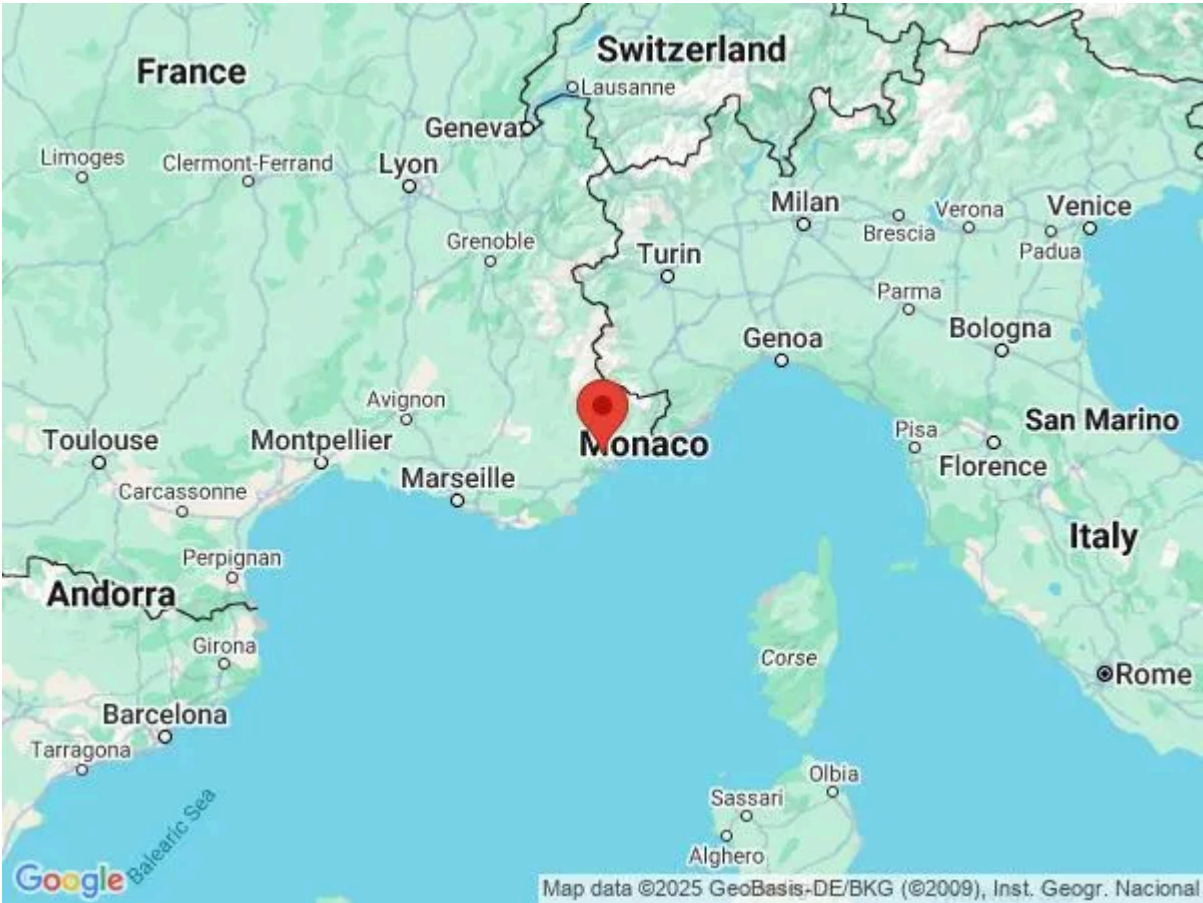 Switzerland
France
Lausanne
Geneva
Limoges
Clermont-Ferrand
Lyon
Milan
Verona
Venice
Brescia
Padua
Grenoble
Turin
Parma
Genoa
Bologna
Avignon
San Marino
Toulouse
Montpellier
Monaco
Pisa
Florence
Marseille
Carcassonne
Italy
Perpignan
Andorra
Girona
Corse
Rome
Barcelona
Tarragona
Olbia
Sassari
Balearic Sea
Alghero
Google
Map data ©2025 GeoBasis-DE/BKG (©2009), Inst. Geogr. Nacional